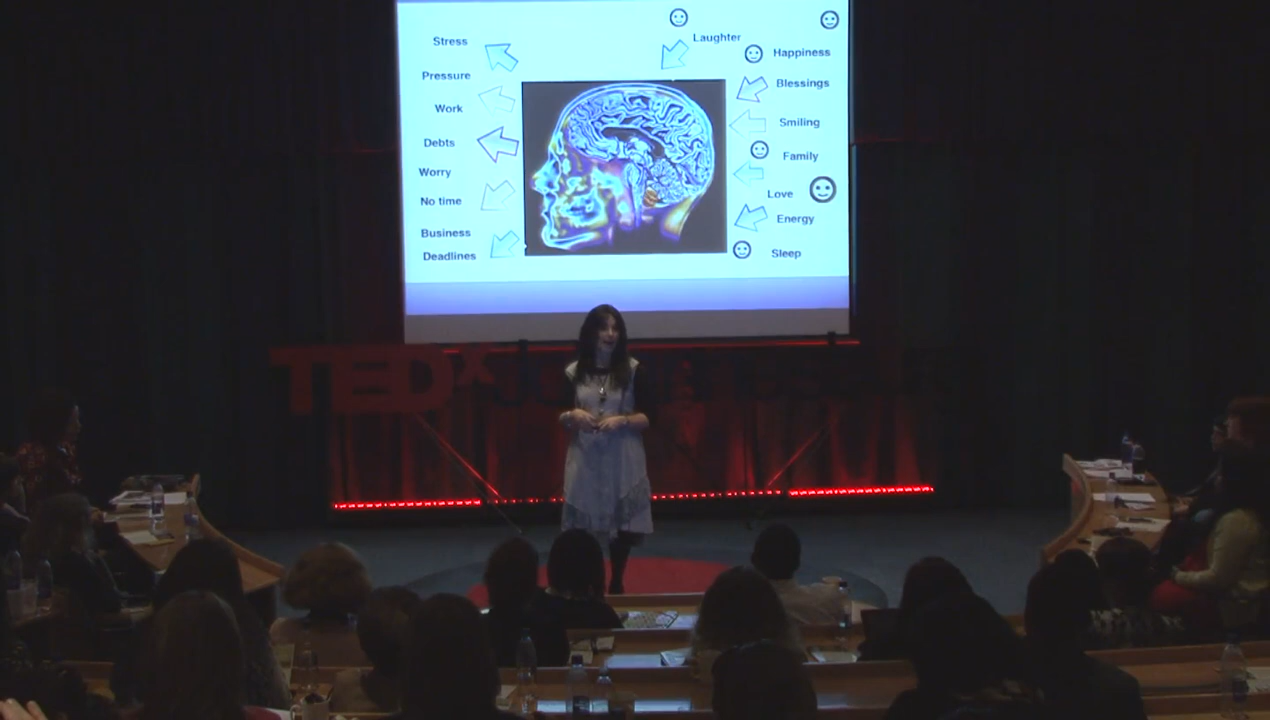 Stress
Pressure
Work
Debts
Worry
No time
Business
Deadlines
Laughter
Happiness
Blessings
Smiling
Family
Love
Energy
Sleep
TEDx